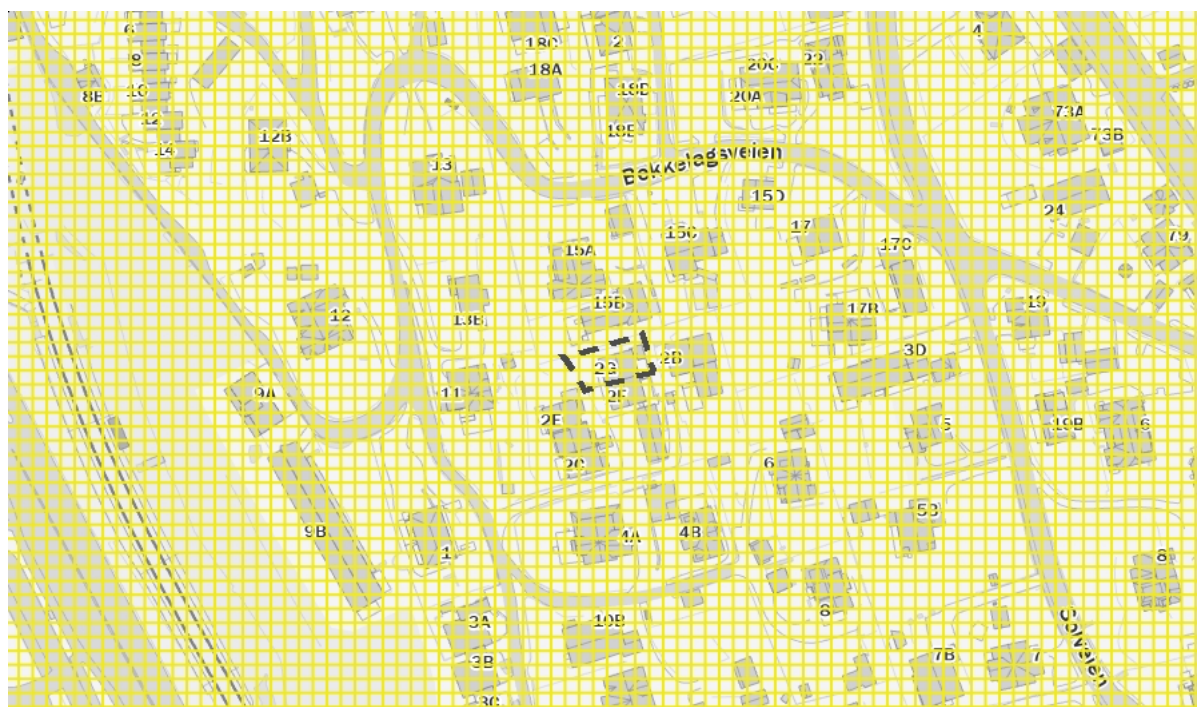 6
18C
2
4
8
20C
22
18A
8E
10
18D
20A
12
73A
18E
12B
73B
14
Bekkelagsveien
13
15D
24
15C
17
79
15A
17C
15B
17B
19
12
13B
3D
2B
2G
9A
11
2F
2E
5
19B
6
2C
6
5B
9B
4A
4B
1
8
8
3A
10B
Solveien
3B
7B
7
3C